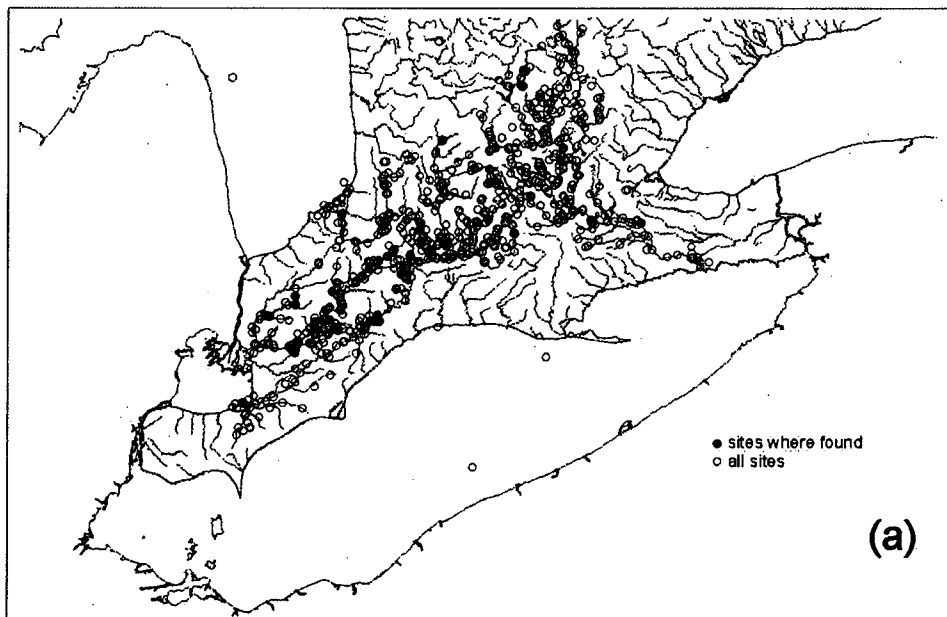 ● sites where found
○ all sites
(a)